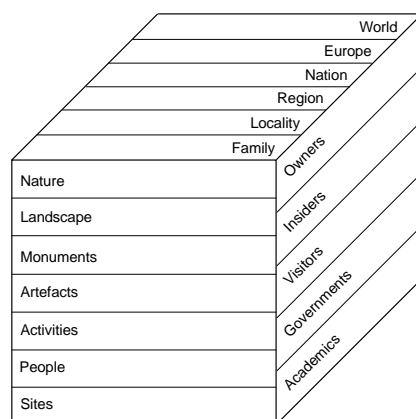 World
Europe
Nation
Region
Locality
Family
Owners
Insiders
Visitors
Governments
Academics
Nature
Landscape
Monuments
Artefacts
Activities
People
Sites